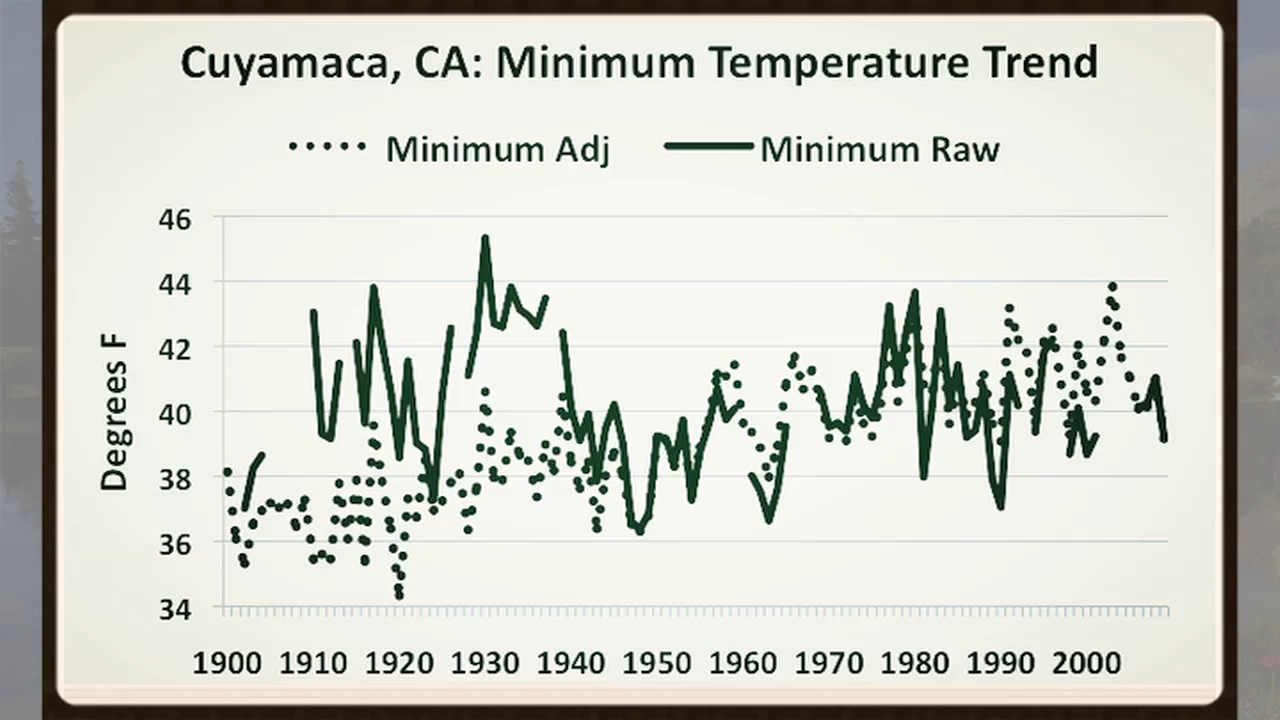 Cuyamaca, CA: Minimum Temperature Trend
Minimum Adj Minimum Raw
Degrees F
46
44
42
40
38
36
34
1900 1910 1920 1930 1940 1950 1960 1970 1980 1990 2000